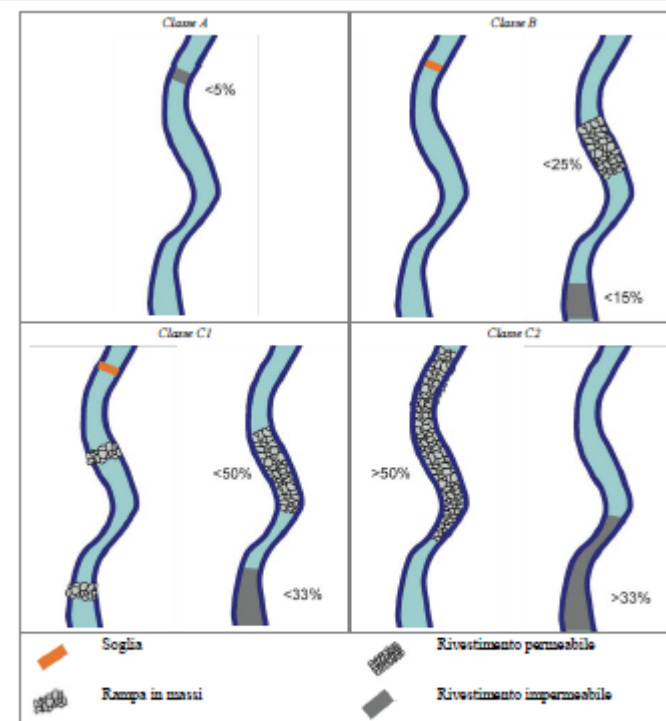 Classe A
<5%
Classe B
<25%
<15%
Classe C1
<50%
<33%
Classe C2
>50%
>33%
Soglia
Rivestimento permeabile
Rampa in massi
Rivestimento impermeabile